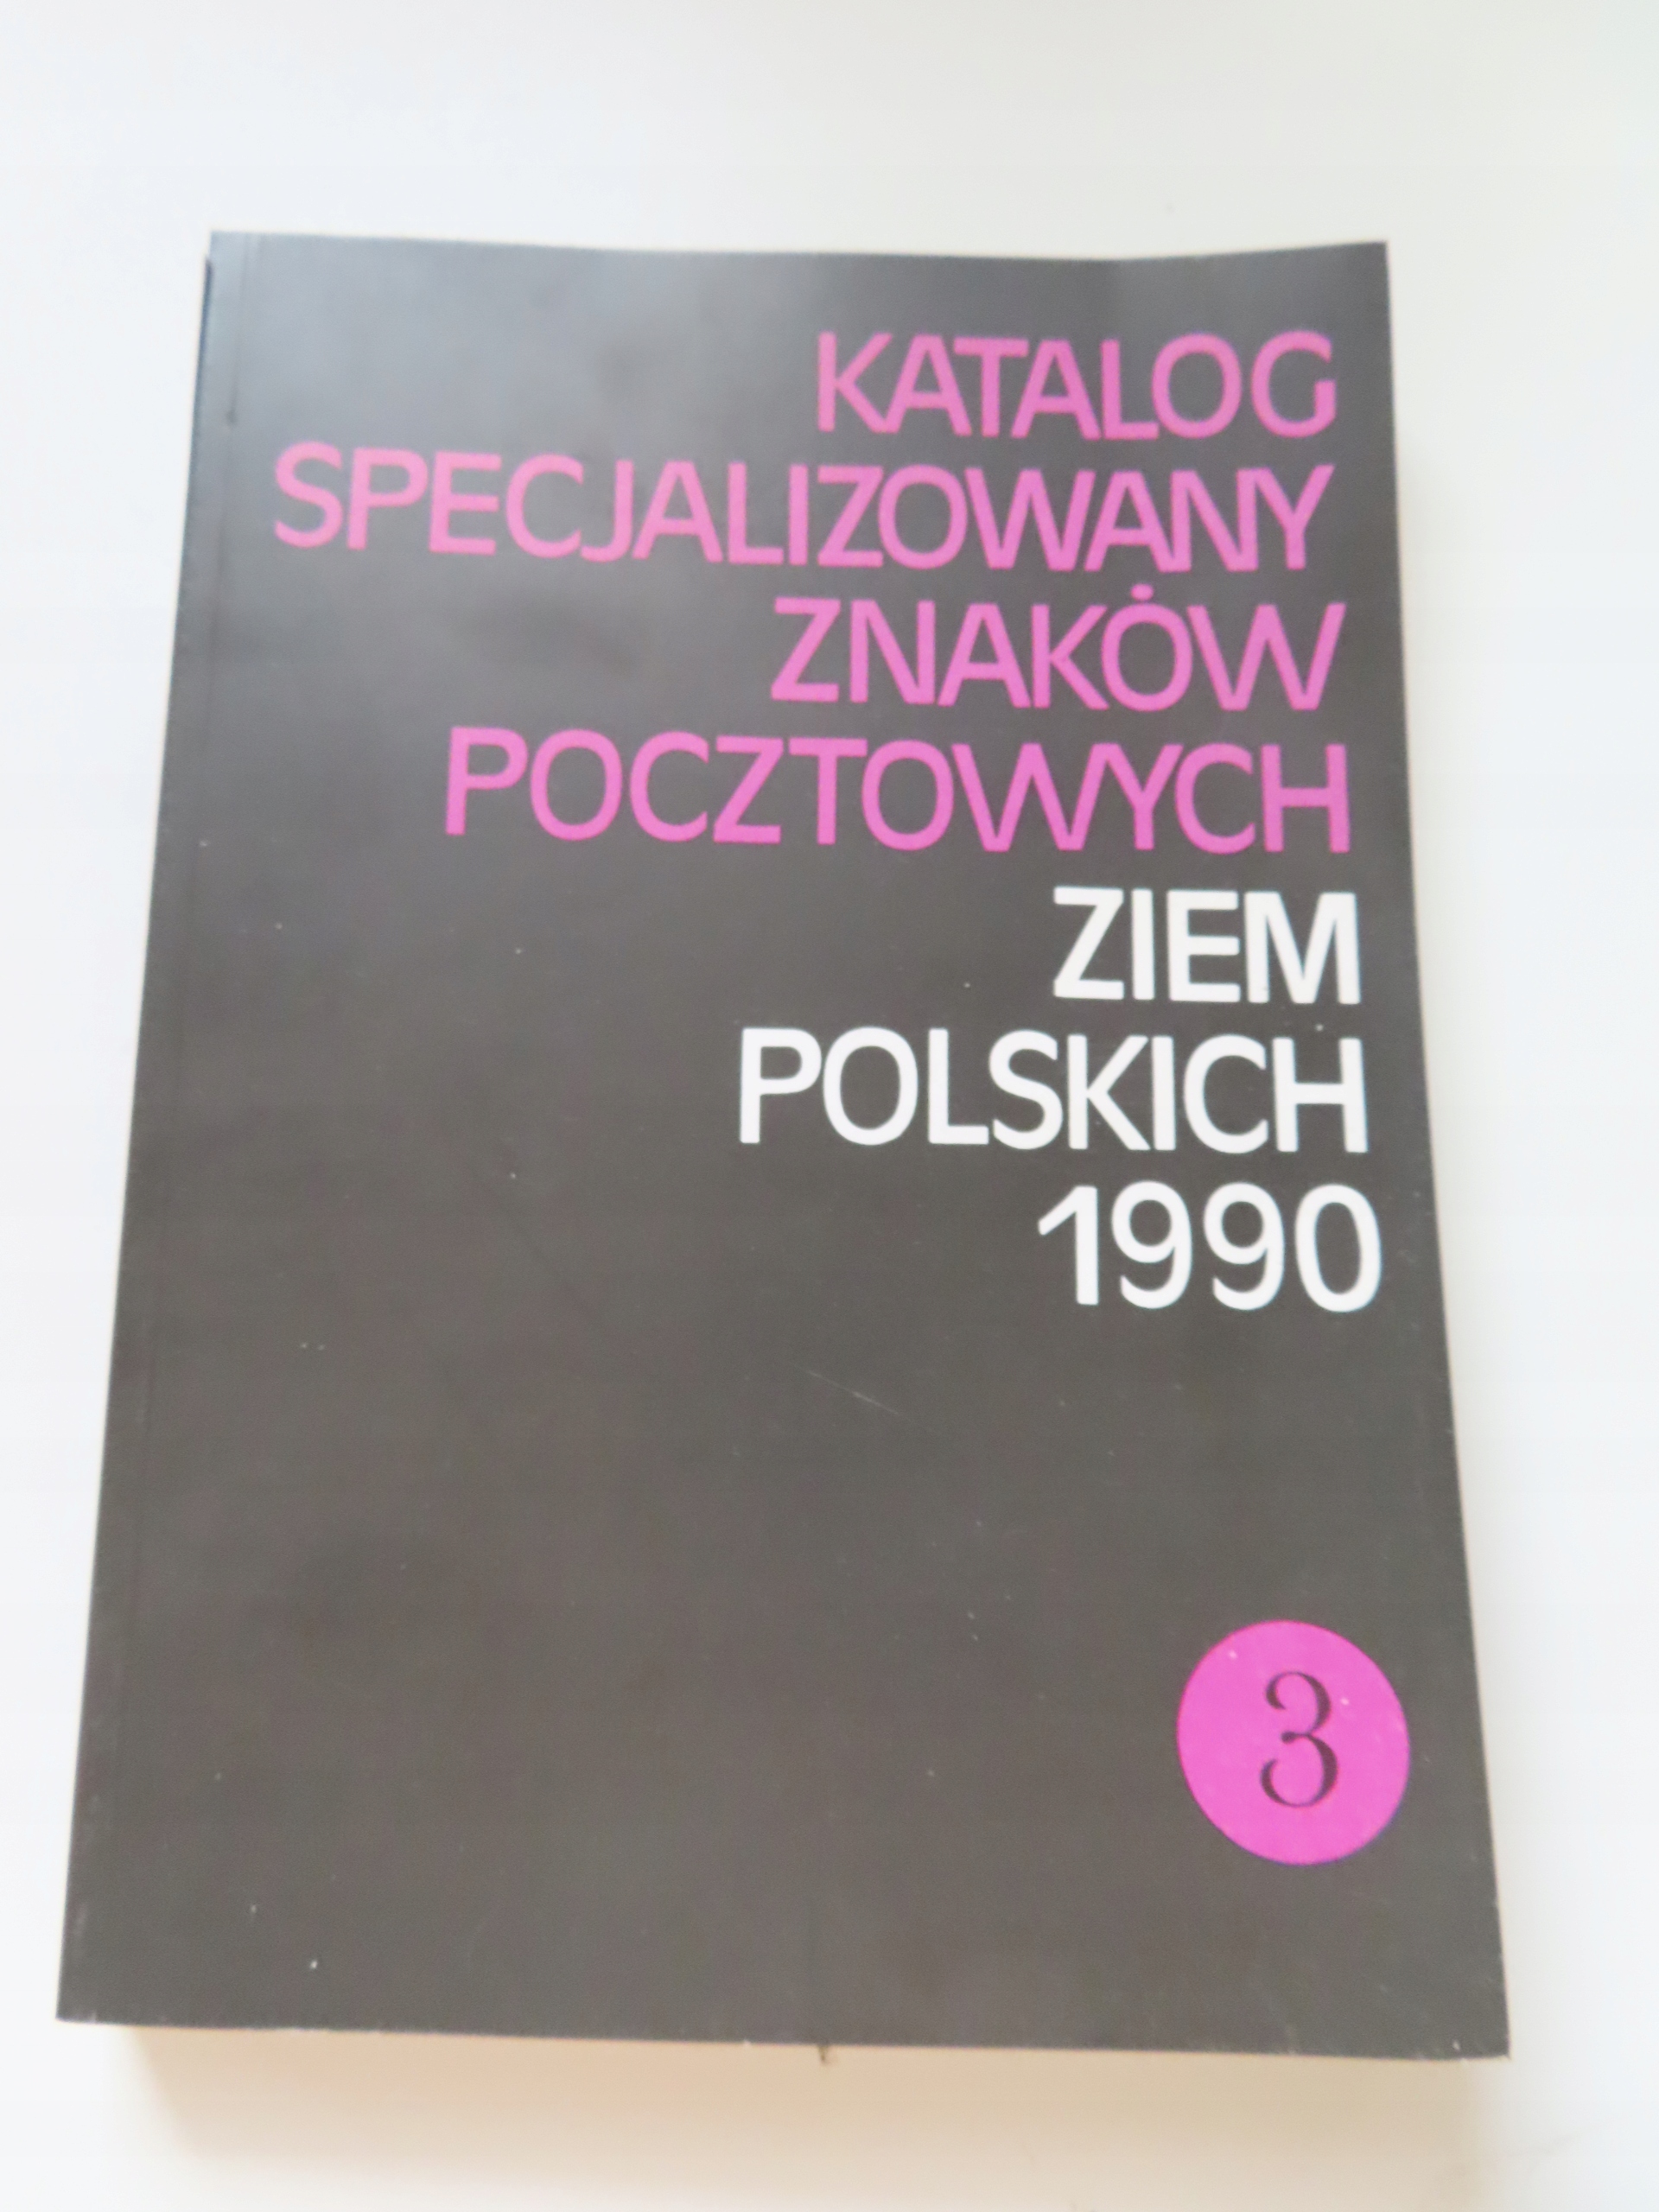 KATALOG
SPECJALIZOWANY
ZNAKÓW
POCZTOWYCH
ZIEM
POLSKICH
1990
3